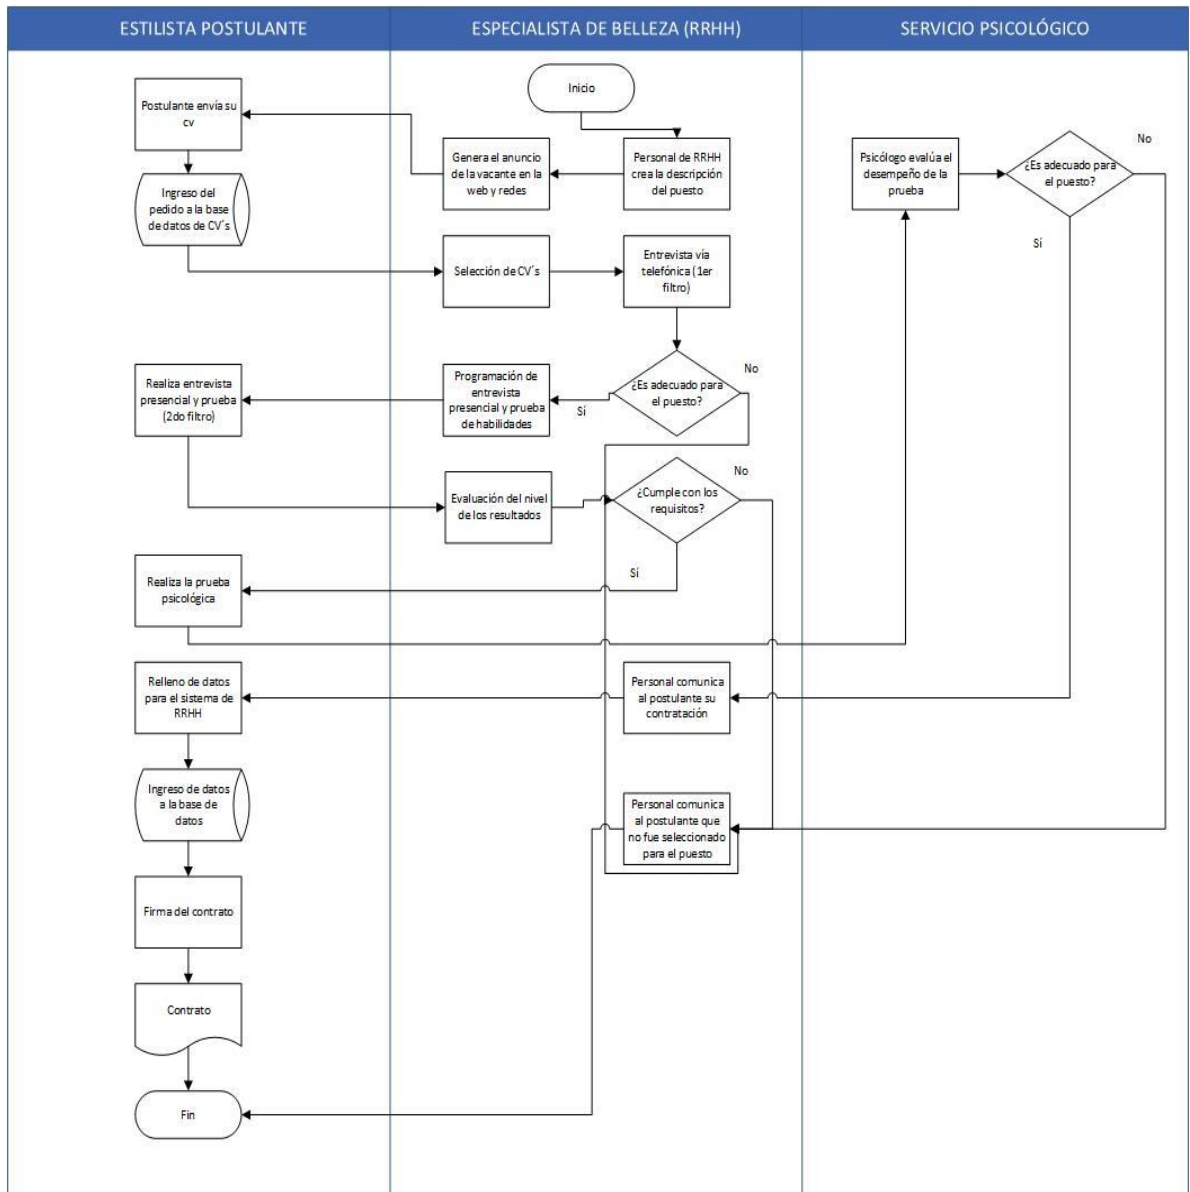 ESTILISTA POSTULANTE
ESPECIALISTA DE BELLEZA (RRHH)
SERVICIO PSICOLÓGICO
Inicio
Postulante envía su
cv
Genera el anuncio
de la vacante en la
web y redes
Personal de RRHH
crea la descripción
del puesto
Psicólogo evalúa el
desempeño de la
prueba
¿Es adecuado para
el puesto?
No
Sí
Ingreso del
pedido a la base
de datos de CV´s
Selección de CV´s
Entrevista vía
telefónica (1er
filtro)
Realiza entrevista
presencial y prueba
(2do filtro)
Programación de
entrevista
presencial y prueba
de habilidades
Sí
¿Es adecuado para
el puesto?
No
Evaluación del nivel
de los resultados
¿Cumple con los
requisitos?
No
Sí
Realiza la prueba
psicológica
Relleno de datos
para el sistema de
RRHH
Personal comunica
al postulante su
contratación
Ingreso de datos
a la base de
datos
Personal comunica
al postulante que
no fue seleccionado
para el puesto
Firma del contrato
Contrato
Fin